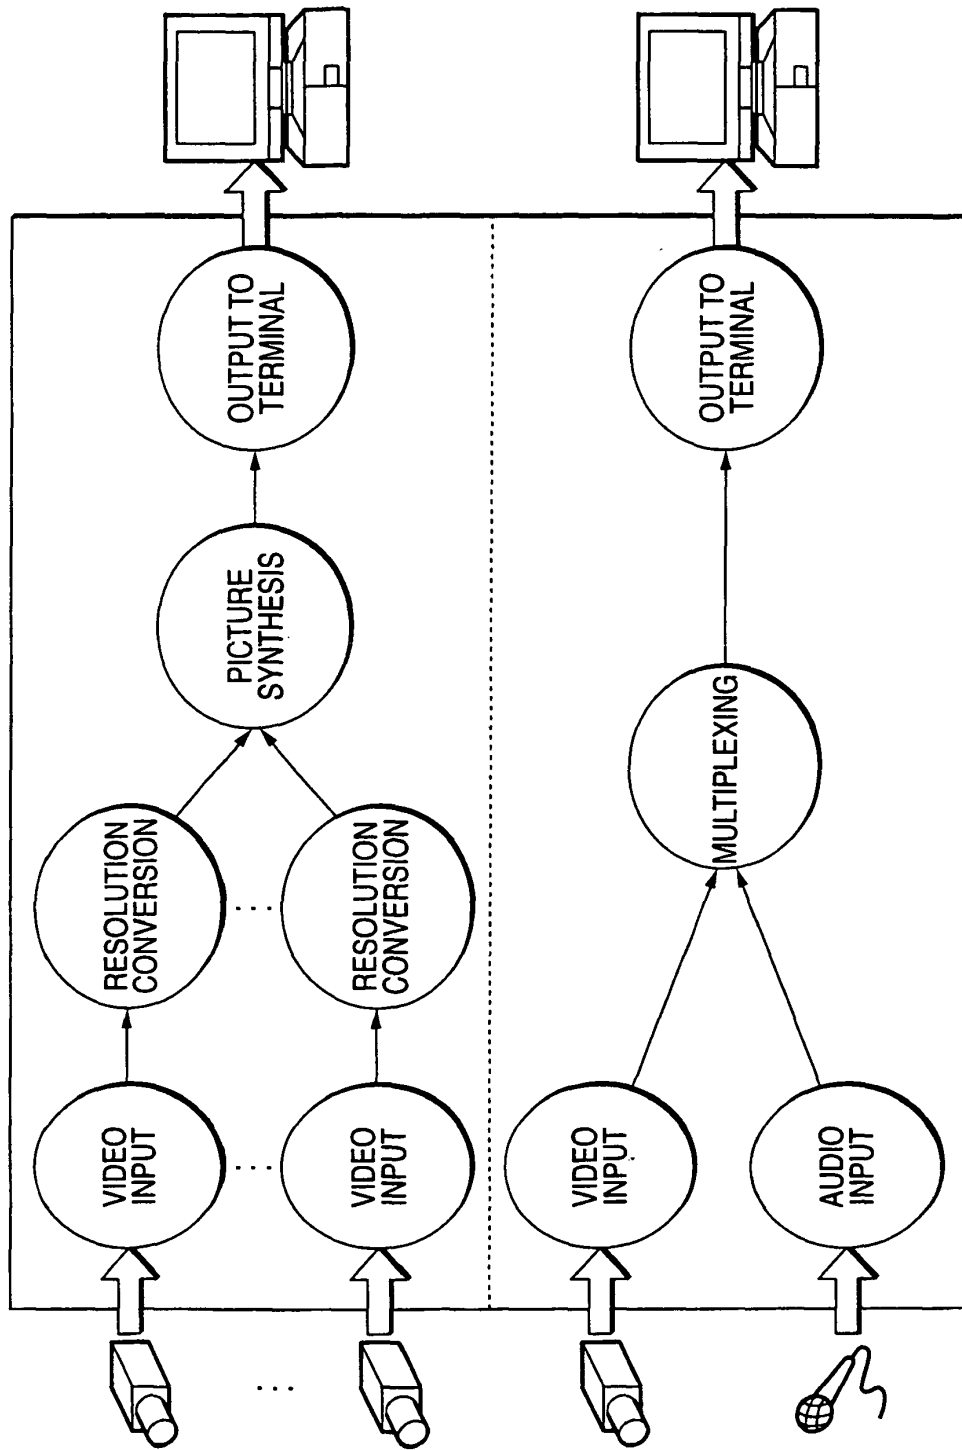 VIDEO
INPUT
RESOLUTION
CONVERSION
...
...
...
VIDEO
INPUT
RESOLUTION
CONVERSION
PICTURE
SYNTHESIS
OUTPUT TO
TERMINAL
VIDEO
INPUT
AUDIO
INPUT
MULTIPLEXING
OUTPUT TO
TERMINAL